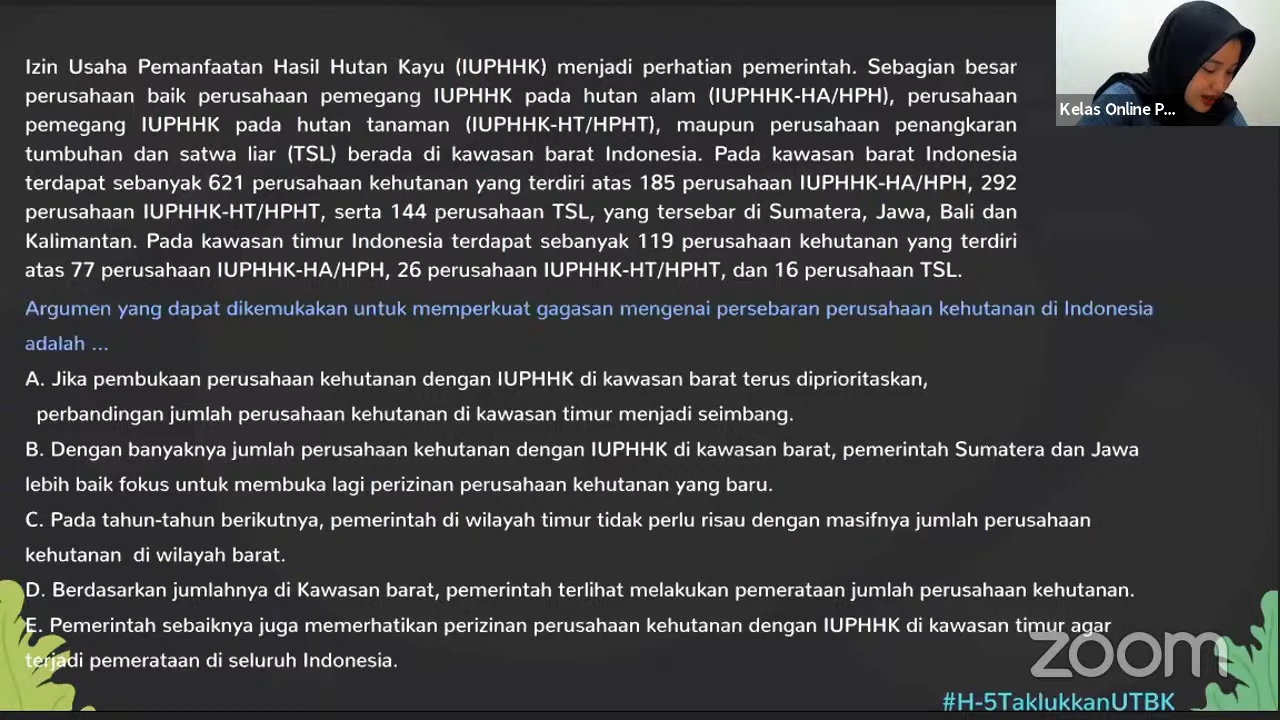 Izin Usaha Pemanfaatan Hasil Hutan Kayu (IUPHHK) menjadi perhatian pemerintah. Sebagian besar
perusahaan baik perusahaan pemegang IUPHHK pada hutan alam (IUPHHK-HA/HPH), perusahaan
pemegang IUPHHK pada hutan tanaman (IUPHHK-HT/HPHT), maupun perusahaan penangkaran
tumbuhan dan satwa liar (TSL) berada di kawasan barat Indonesia. Pada kawasan barat Indonesia
terdapat sebanyak 621 perusahaan kehutanan yang terdiri atas 185 perusahaan IUPHHK-HA/HPH, 292
perusahaan IUPHHK-HT/HPHT, serta 144 perusahaan TSL, yang tersebar di Sumatera, Jawa, Bali dan
Kalimantan. Pada kawasan timur Indonesia terdapat sebanyak 119 perusahaan kehutanan yang terdiri
atas 77 perusahaan IUPHHK-HA/HPH, 26 perusahaan IUPHHK-HT/HPHT, dan 16 perusahaan TSL.
Kelas Online P...
Argumen yang dapat dikemukakan untuk memperkuat gagasan mengenai persebaran perusahaan kehutanan di Indonesia
adalah ...
A. Jika pembukaan perusahaan kehutanan dengan IUPHHK di kawasan barat terus diprioritaskan,
perbandingan jumlah perusahaan kehutanan di kawasan timur menjadi seimbang.
B. Dengan banyaknya jumlah perusahaan kehutanan dengan IUPHHK di kawasan barat, pemerintah Sumatera dan Jawa
lebih baik fokus untuk membuka lagi perizinan perusahaan kehutanan yang baru.
C. Pada tahun-tahun berikutnya, pemerintah di wilayah timur tidak perlu risau dengan masifnya jumlah perusahaan
kehutanan di wilayah barat.
D. Berdasarkan jumlahnya di Kawasan barat, pemerintah terlihat melakukan pemerataan jumlah perusahaan kehutanan.
E. Pemerintah sebaiknya juga memerhatikan perizinan perusahaan kehutanan dengan IUPHHK di kawasan timur agar
terjadi pemerataan di seluruh Indonesia.
zoom
#H-5TaklukkanUTBK